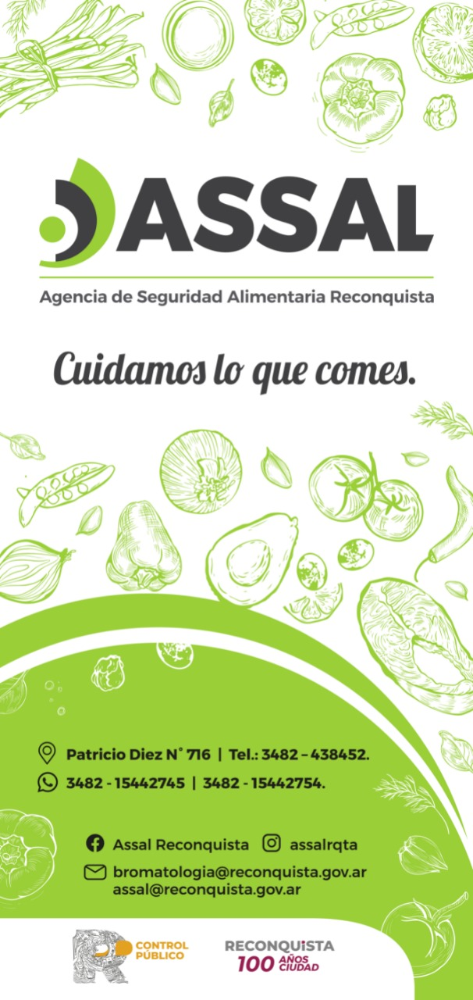 ASSAL
Agencia de Seguridad Alimentaria Reconquista
Cuidamos lo que comes.
Patricio Diez N° 716 | Tel.: 3482 - 438452.
3482 - 15442745 | 3482 - 15442754.
Assal Reconquista assalrqta
bromatologia@reconquista.gov.ar
assal@reconquista.gov.ar
CONTROL
PÚBLICO
RECONQUISTA
100 AÑOS
CIUDAD